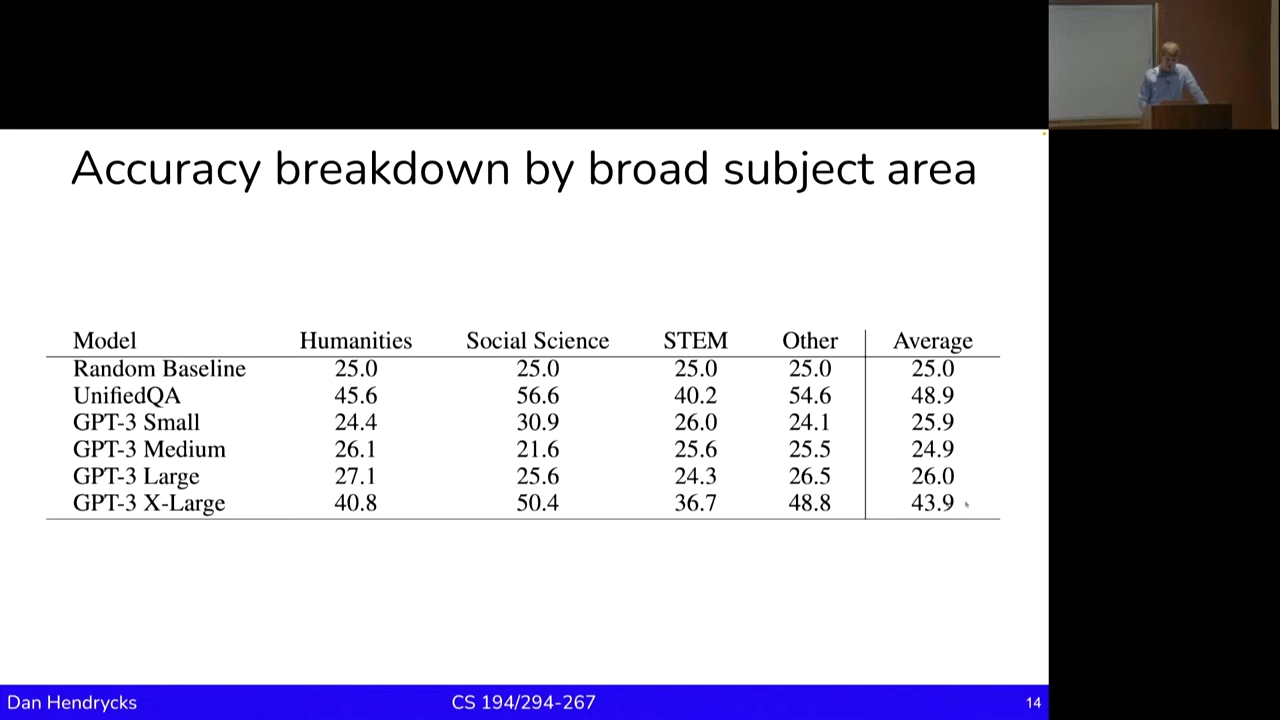 Accuracy breakdown by broad subject area
Model Humanities Social Science STEM Other Average
Random Baseline 25.0 25.0 25.0 25.0 25.0
UnifiedQA 45.6 56.6 40.2 54.6 48.9
GPT-3 Small 24.4 30.9 26.0 24.1 25.9
GPT-3 Medium 26.1 21.6 25.6 25.5 24.9
GPT-3 Large 27.1 25.6 24.3 26.5 26.0
GPT-3 X-Large 40.8 50.4 36.7 48.8 43.9
Dan Hendrycks CS 194/294-267 14